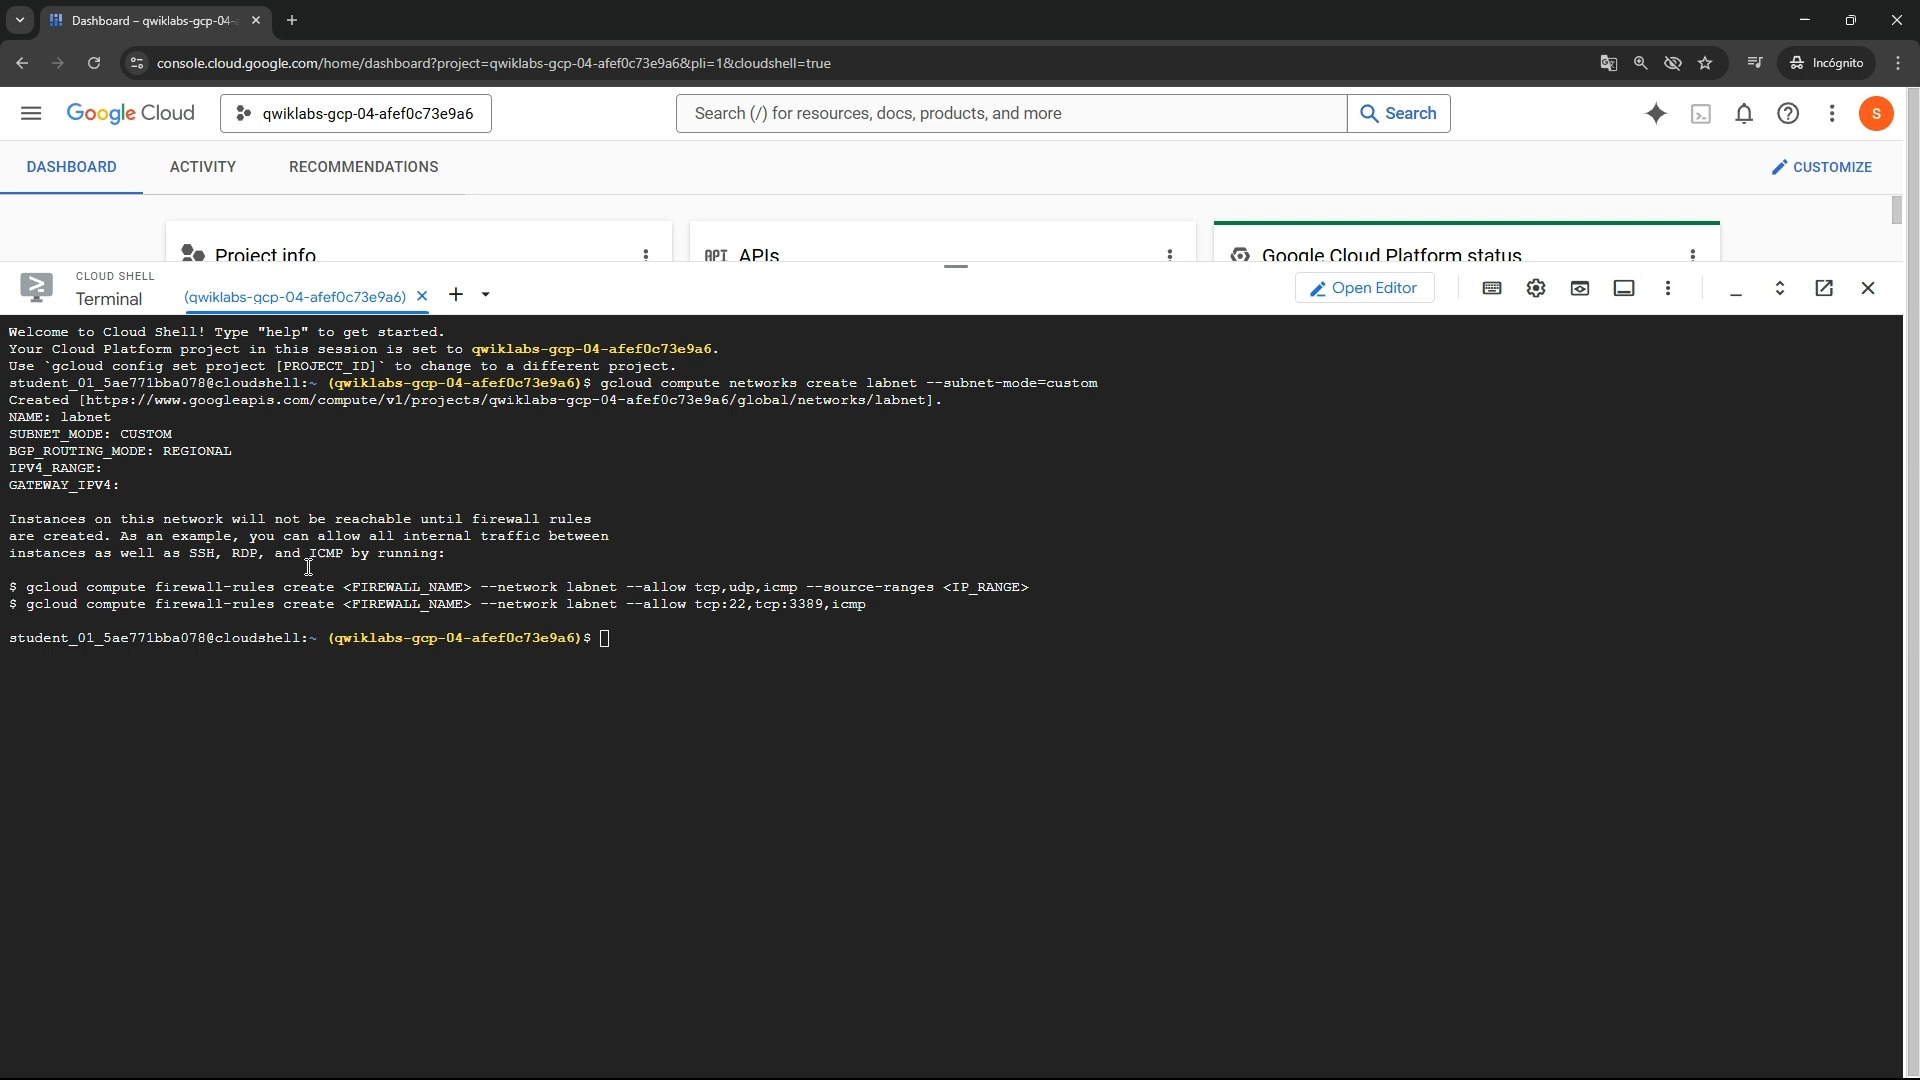 Dashboard – qwiklabs-gcp-04-
console.cloud.google.com/home/dashboard?project=qwiklabs-gcp-04-afef0c73e9a6&pli=1&cloudshell=true
Incógnito
Google Cloud
qwiklabs-gcp-04-afef0c73e9a6
Search (/) for resources, docs, products, and more
Search
S
DASHBOARD
ACTIVITY
RECOMMENDATIONS
CUSTOMIZE
Project info
API APIs
Google Cloud Platform status
CLOUD SHELL
Terminal
(qwiklabs-gcp-04-afef0c73e9a6)
Open Editor
Welcome to Cloud Shell! Type "help" to get started.
Your Cloud Platform project in this session is set to qwiklabs-gcp-04-afef0c73e9a6.
Use `gcloud config set project [PROJECT_ID]` to change to a different project.
student_01_5ae771bba078@cloudshell:~ (qwiklabs-gcp-04-afef0c73e9a6)$ gcloud compute networks create labnet --subnet-mode=custom
Created [https://www.googleapis.com/compute/v1/projects/qwiklabs-gcp-04-afef0c73e9a6/global/networks/labnet].
NAME: labnet
SUBNET_MODE: CUSTOM
BGP_ROUTING_MODE: REGIONAL
IPV4_RANGE:
GATEWAY_IPV4:
Instances on this network will not be reachable until firewall rules
are created. As an example, you can allow all internal traffic between
instances as well as SSH, RDP, and ICMP by running:
$ gcloud compute firewall-rules create <FIREWALL_NAME> --network labnet --allow tcp,udp,icmp --source-ranges <IP_RANGE>
$ gcloud compute firewall-rules create <FIREWALL_NAME> --network labnet --allow tcp:22,tcp:3389,icmp
student_01_5ae771bba078@cloudshell:~ (qwiklabs-gcp-04-afef0c73e9a6)$